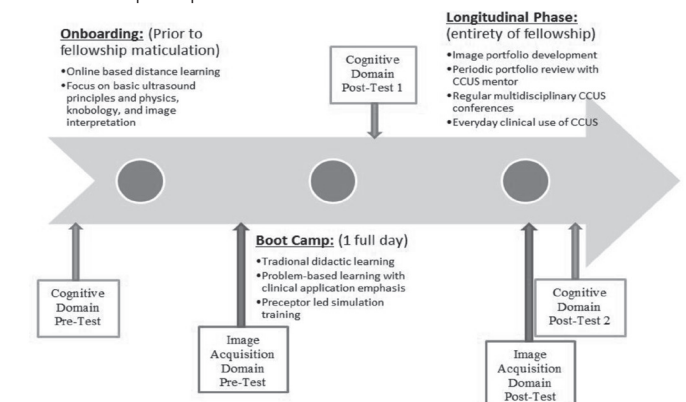 Onboarding: (Prior to
fellowship maticulation)
•Online based distance learning
•Focus on basic ultrasound
principles and physics,
knobology, and image
interpretation
Cognitive
Domain
Post-Test 1
Longitudinal Phase:
(entirety of fellowship)
•Image portfolio development
•Periodic portfolio review with
CCUS mentor
•Regular multidisciplinary CCUS
conferences
•Everyday clinical use of CCUS
Cognitive
Domain
Pre-Test
Image
Acquisition
Domain
Pre-Test
Boot Camp: (1 full day)
•Tradional didactic learning
•Problem-based learning with
clinical application emphasis
•Preceptor led simulation
training
Image
Acquisition
Domain
Post-Test
Cognitive
Domain
Post-Test 2